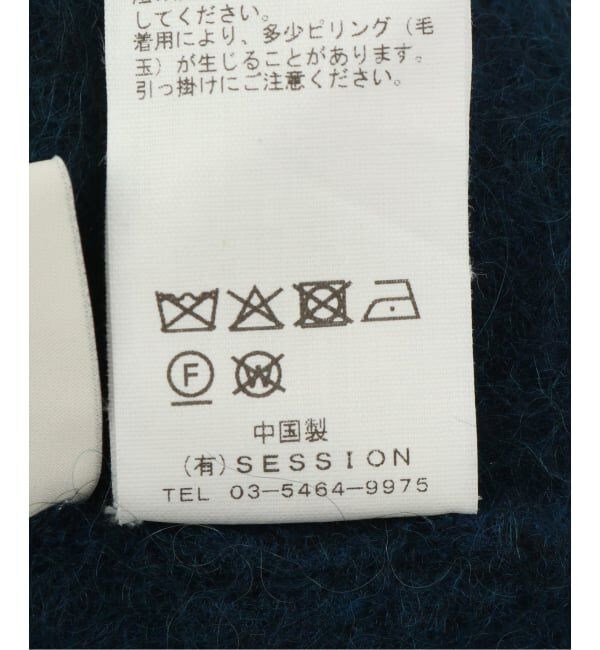 してください。
着用により、多少ピリング（毛
玉）が生じることがあります。
引っ掛けにご注意ください。
F W
中国製
(有)SESSION
TEL 03-5464-9975